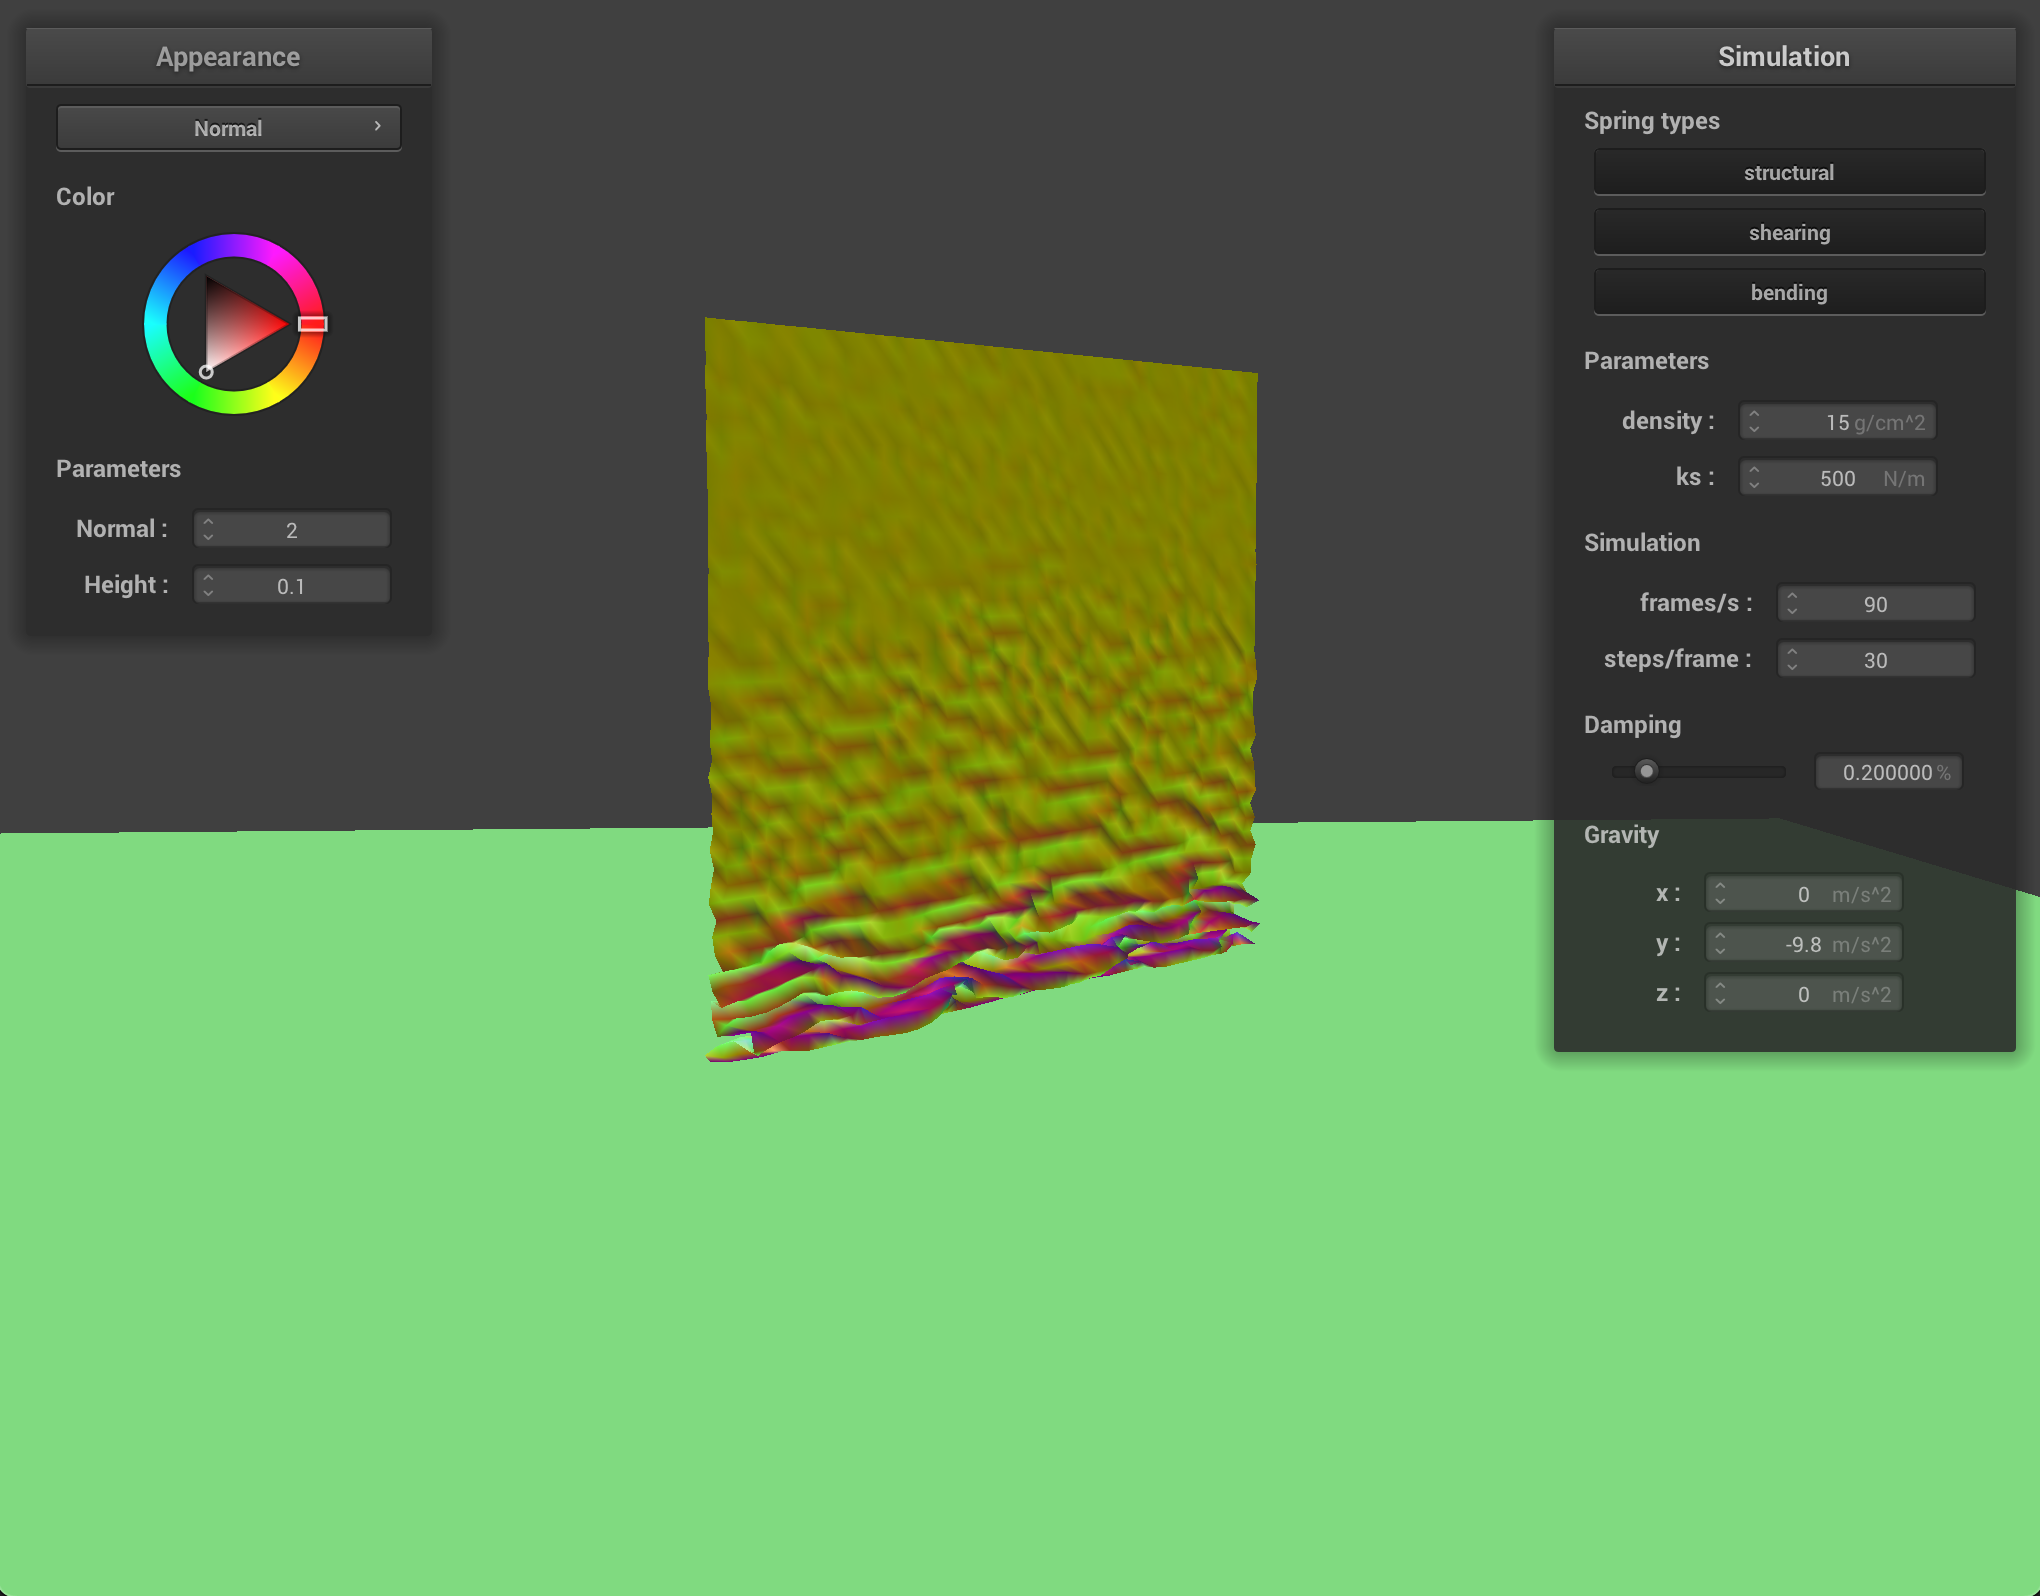 Appearance
Normal
Color
Parameters
Normal : 2
Height : 0.1
Simulation
Spring types
structural
shearing
bending
Parameters
density : 15 g/cm^2
ks : 500 N/m
Simulation
frames/s : 90
steps/frame : 30
Damping
0.200000 %
Gravity
x : 0 m/s^2
y : -9.8 m/s^2
z : 0 m/s^2